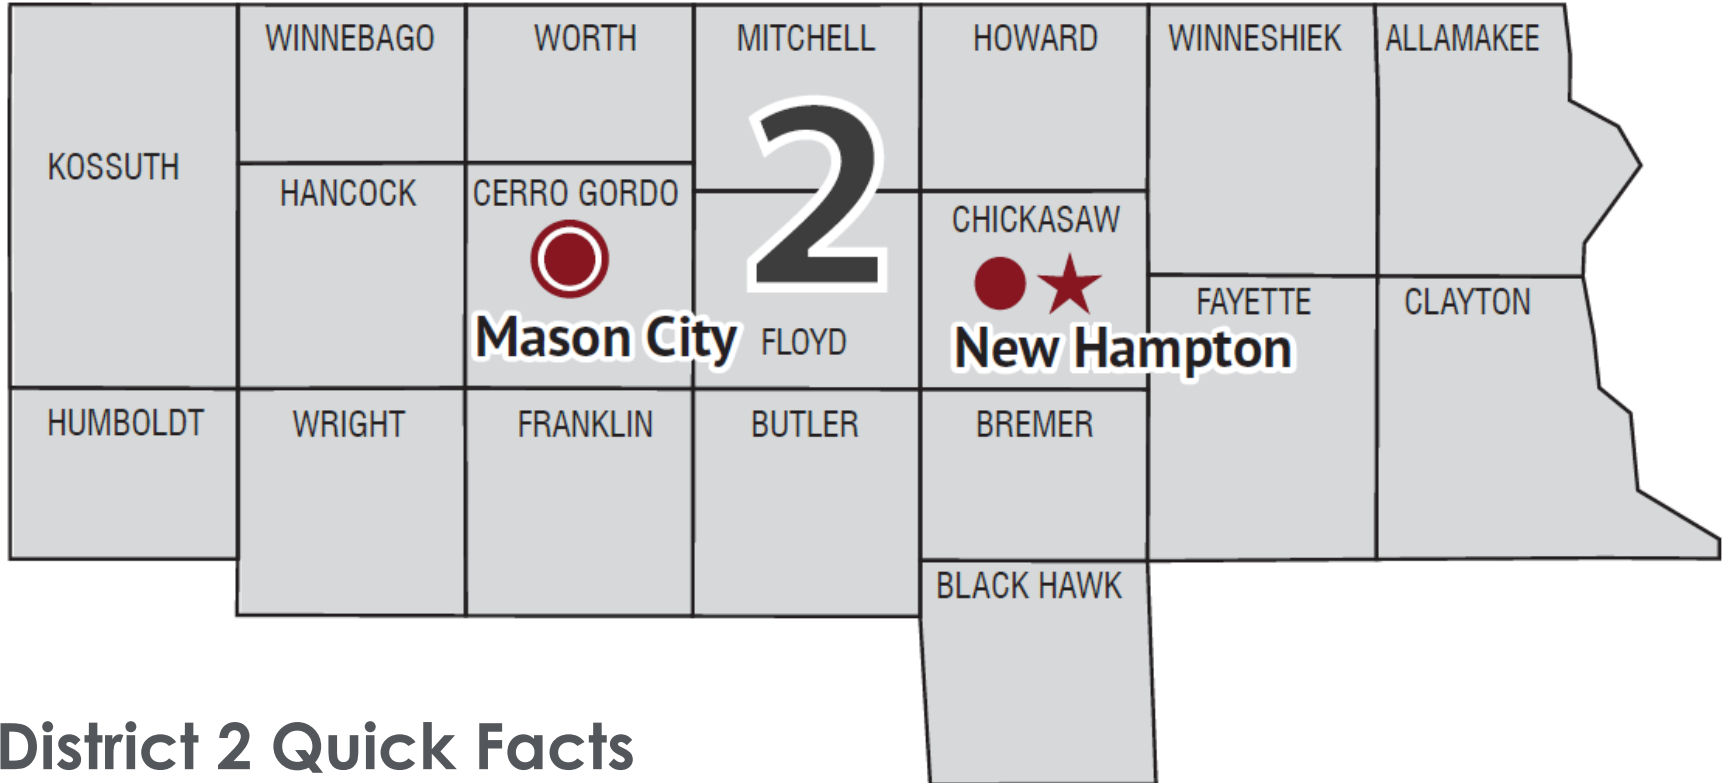 WINNEBAGO
WORTH
MITCHELL
HOWARD
WINNESHIEK
ALLAMAKEE
KOSSUTH
HANCOCK
CERRO GORDO
2
CHICKASAW
FAYETTE
CLAYTON
Mason City
FLOYD
New Hampton
HUMBOLDT
WRIGHT
FRANKLIN
BUTLER
BREMER
BLACK HAWK
District 2 Quick Facts